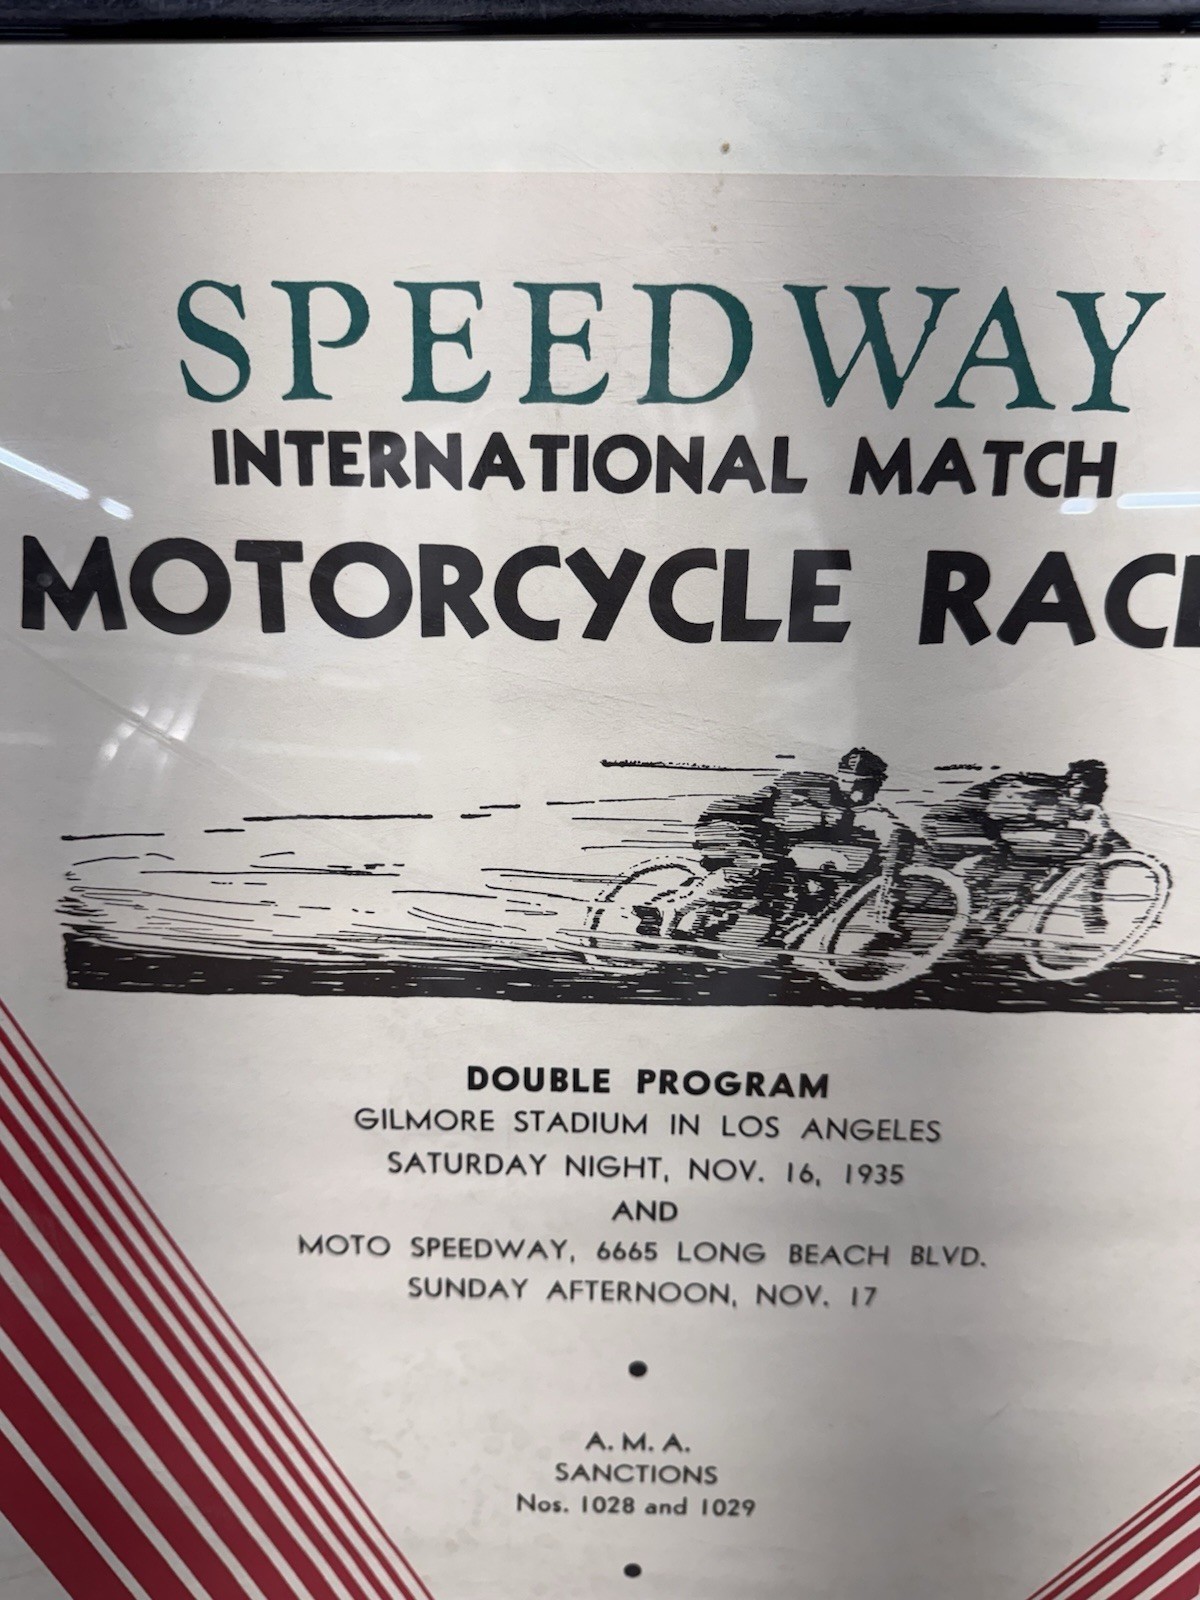 SPEEDWAY
INTERNATIONAL MATCH
MOTORCYCLE RAC
DOUBLE PROGRAM
GILMORE STADIUM IN LOS ANGELES
SATURDAY NIGHT, NOV. 16, 1935
AND
MOTO SPEEDWAY, 6665 LONG BEACH BLVD.
SUNDAY AFTERNOON, NOV. 17
•
A. M. A.
SANCTIONS
Nos. 1028 and 1029
•